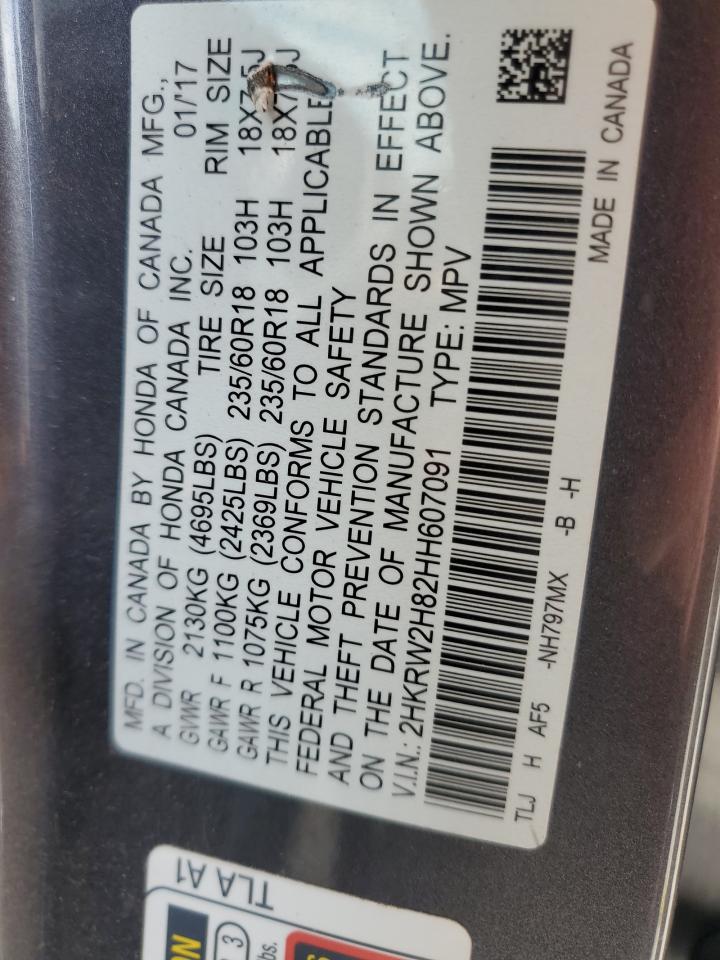 MFD. IN CANADA BY HONDA OF CANADA MFG.,
A DIVISION OF HONDA CANADA INC. 01/'17
GVWR 2130KG (4695LBS) TIRE SIZE RIM SIZE
GAWR F 1100KG (2425LBS) 235/60R18 103H
GAWR R 1075KG (2369LBS) 235/60R18 103H
THIS VEHICLE CONFORMS TO ALL APPLICABLE
FEDERAL MOTOR VEHICLE SAFETY
AND THEFT PREVENTION STANDARDS IN EFFECT
ON THE DATE OF MANUFACTURE SHOWN ABOVE.
V.I.N.: 2HKRW2H82HH607091 TYPE: MPV
TLJ H AF5 -NH797MX -B -H MADE IN CANADA
TLA A1
3
lbs.